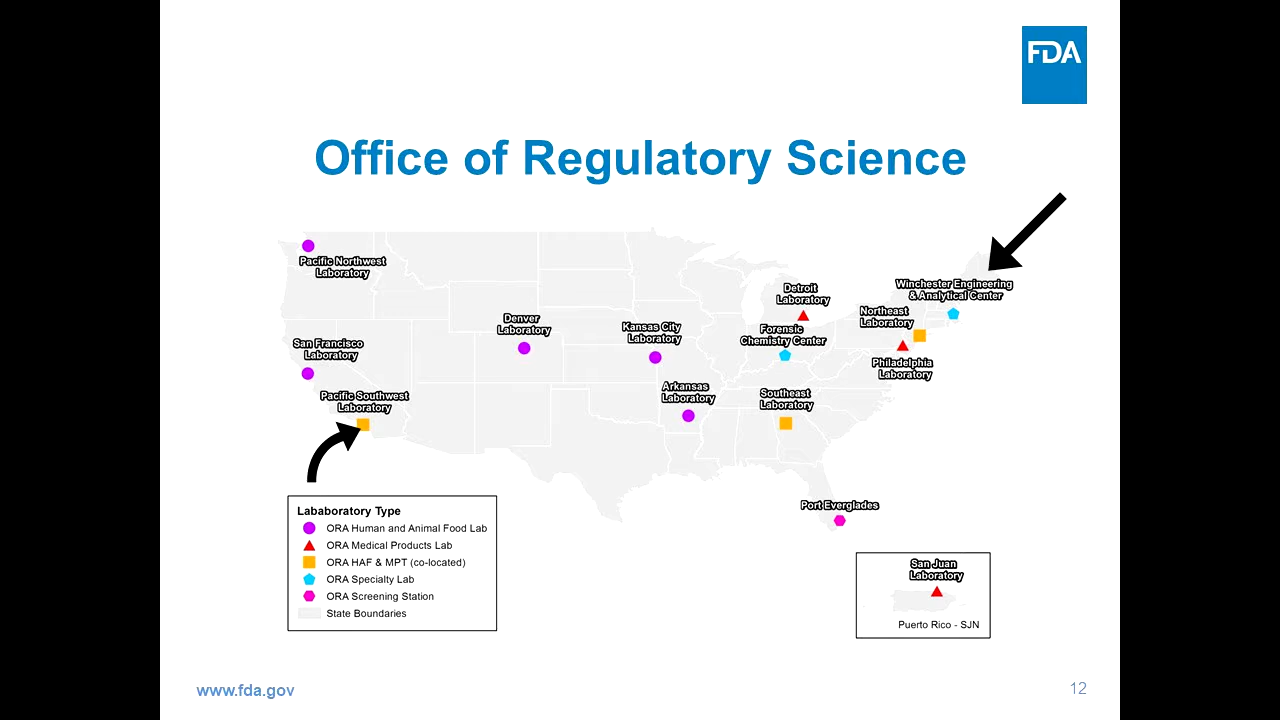 FDA
Office of Regulatory Science
Pacific Northwest
Laboratory
Winchester Engineering
& Analytical Center
Detroit
Laboratory
Northeast
Laboratory
Denver
Laboratory
Kansas City
Laboratory
Forensic
Chemistry Center
San Francisco
Laboratory
Philadelphia
Laboratory
Pacific Southwest
Laboratory
Arkansas
Laboratory
Southeast
Laboratory
Port Everglades
Lababoratory Type
ORA Human and Animal Food Lab
ORA Medical Products Lab
ORA HAF & MPT (co-located)
ORA Specialty Lab
ORA Screening Station
State Boundaries
San Juan
Laboratory
Puerto Rico - SJN
www.fda.gov
12